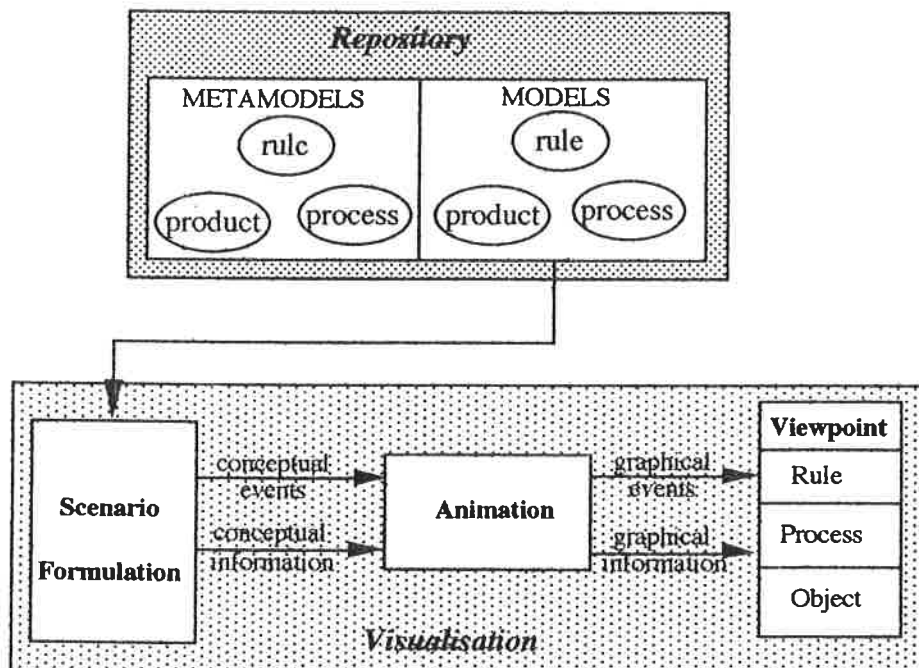 Repository
METAMODELS
MODELS
rule
rule
product
process
product
process
Viewpoint
conceptual
events
graphical
events
Rule
Scenario
Formulation
Animation
conceptual
information
graphical
information
Process
Object
Visualisation